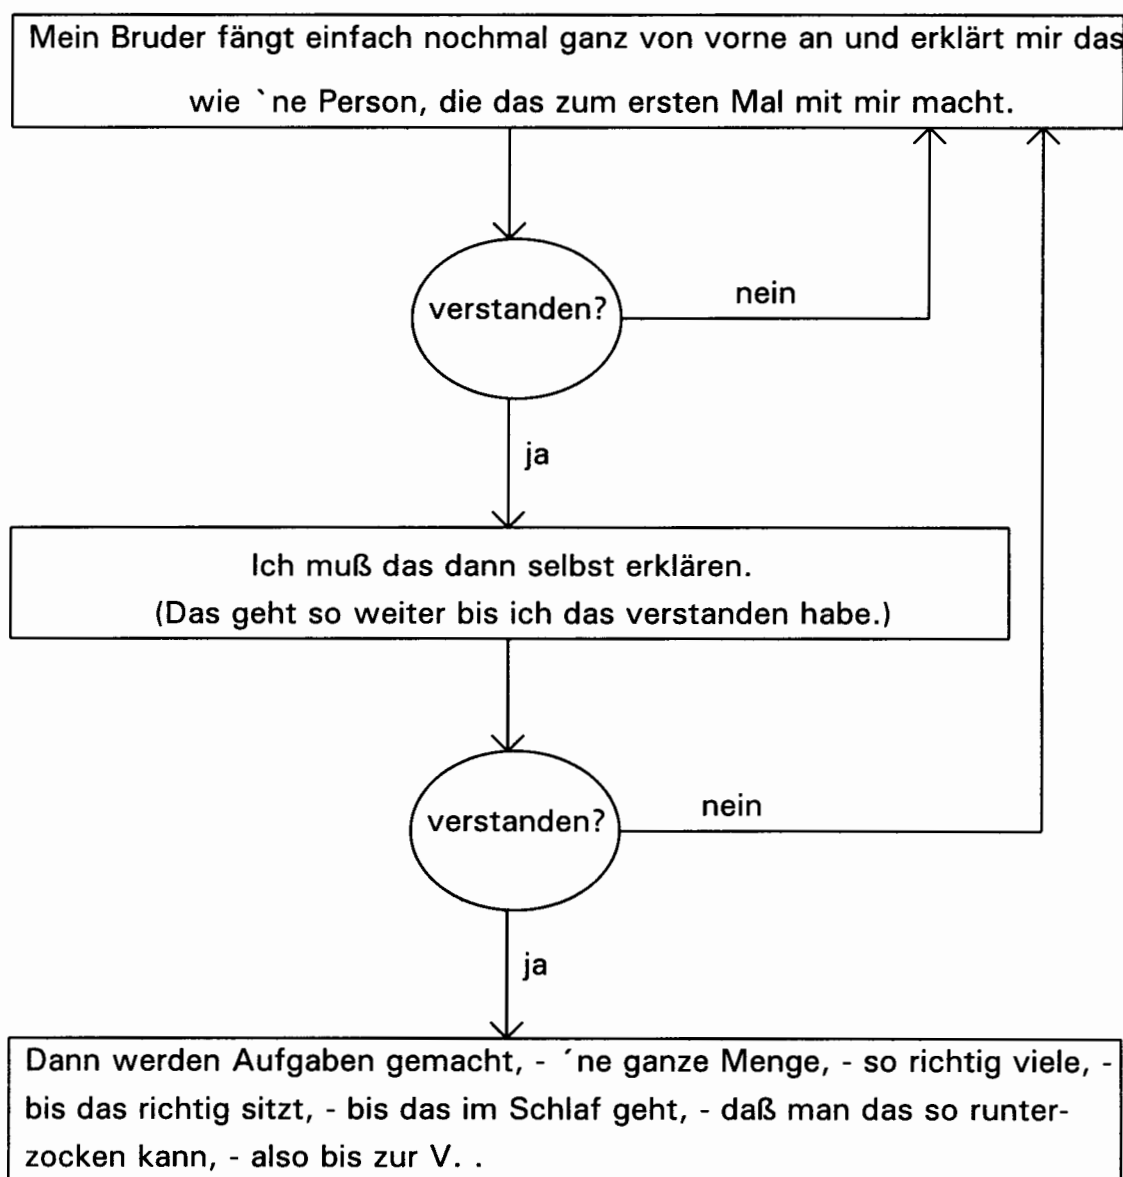 Mein Bruder fängt einfach nochmal ganz von vorne an und erklärt mir das
wie `ne Person, die das zum ersten Mal mit mir macht.
verstanden?
nein
ja
Ich muß das dann selbst erklären.
(Das geht so weiter bis ich das verstanden habe.)
verstanden?
nein
ja
Dann werden Aufgaben gemacht, - ´ne ganze Menge, - so richtig viele, -
bis das richtig sitzt, - bis das im Schlaf geht, - daß man das so runter-
zocken kann, - also bis zur V. .